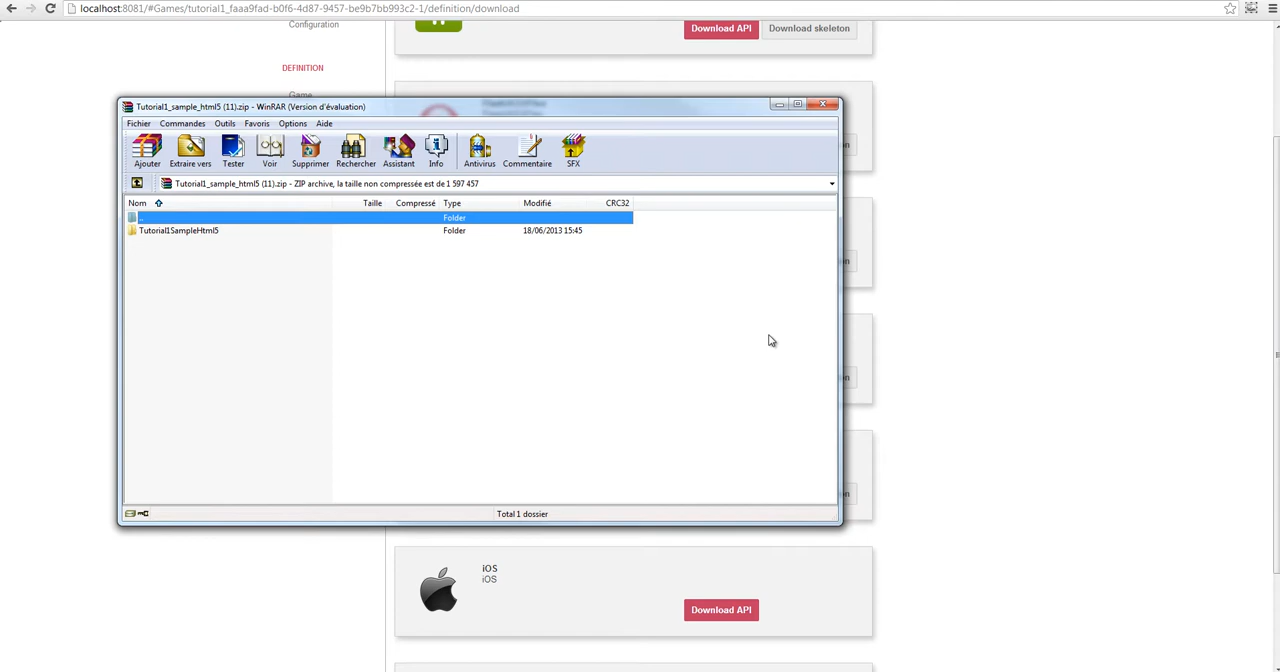 localhost:8081/#Games/tutorial1_faaa9fad-b0f6-4d87-9457-be9b7bb993c2-1/definition/download
Configuration
Download API Download skeleton
DEFINITION
Game
Tutorial1_sample_html5 (11).zip - WinRAR (Version d'évaluation)
Fichier Commandes Outils Favoris Options Aide
Ajouter Extraire vers Tester Voir Supprimer Rechercher Assistant Info Antivirus Commentaire SFX
Tutorial1_sample_html5 (11).zip - ZIP archive, la taille non compressée est de 1 597 457
Nom Taille Compressé Type Modifié CRC32
.. Folder
Tutorial1SampleHtml5 Folder 18/06/2013 15:45
Total 1 dossier
iOS
iOS
Download API